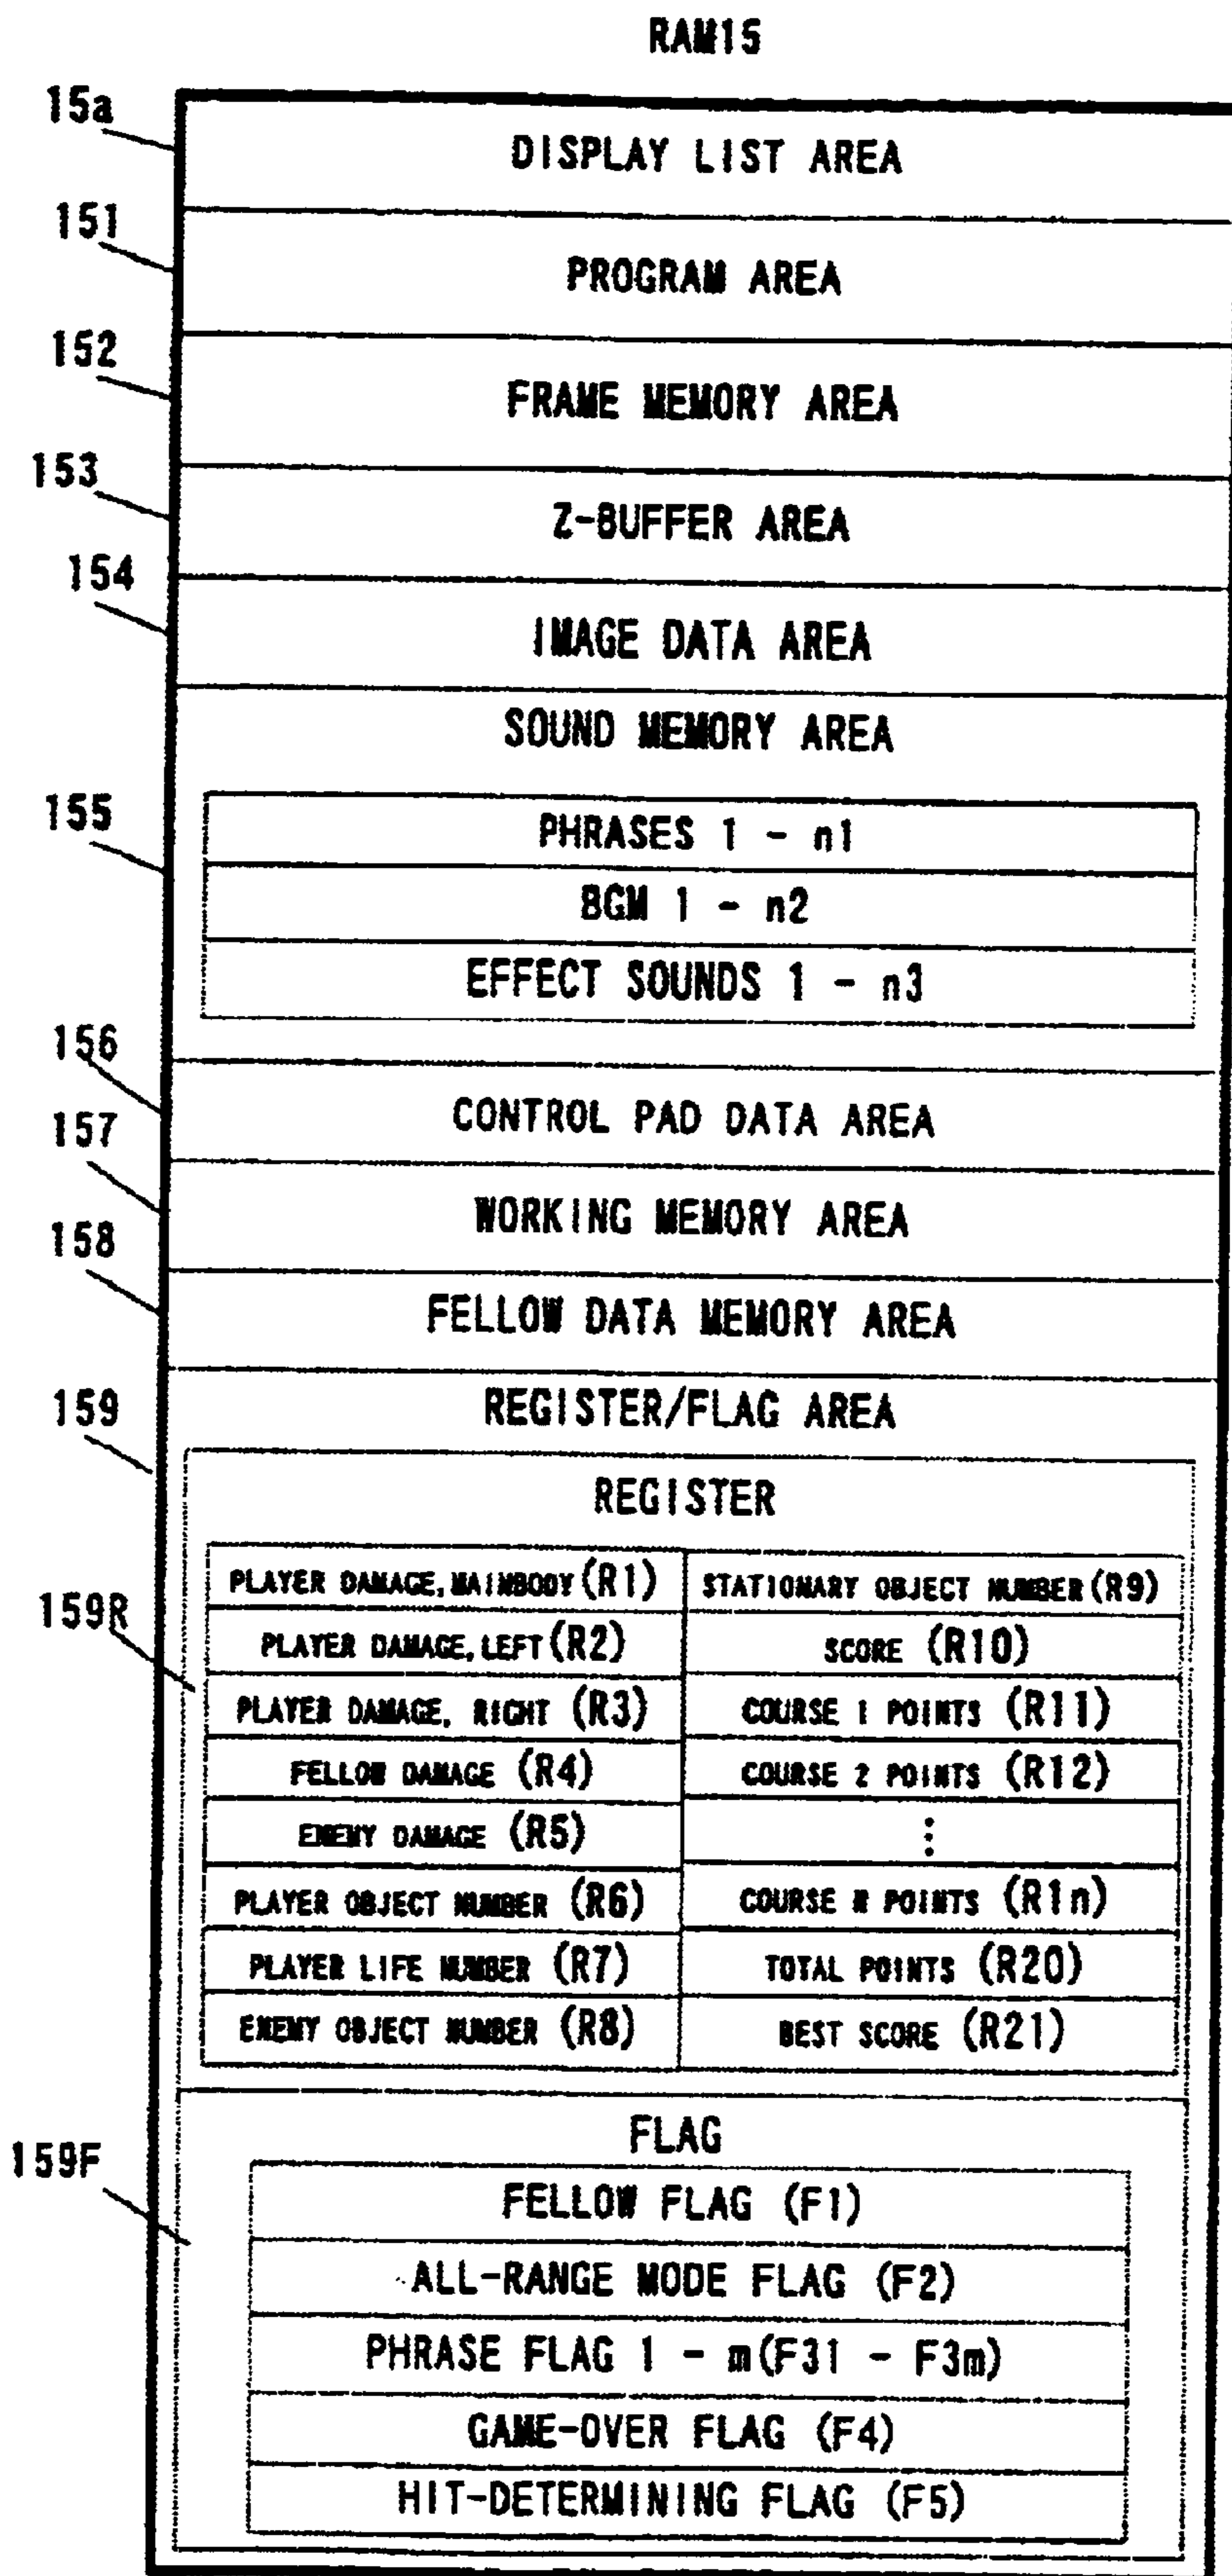 RAM15
15a
DISPLAY LIST AREA
151
PROGRAM AREA
152
FRAME MEMORY AREA
153
Z-BUFFER AREA
154
IMAGE DATA AREA
SOUND MEMORY AREA
155
PHRASES 1 - n1
BGM 1 - n2
EFFECT SOUNDS 1 - n3
156
CONTROL PAD DATA AREA
157
WORKING MEMORY AREA
158
FELLOW DATA MEMORY AREA
159
REGISTER/FLAG AREA
REGISTER
159R
PLAYER DAMAGE, MAINBODY (R1)
STATIONARY OBJECT NUMBER (R9)
PLAYER DAMAGE, LEFT (R2)
SCORE (R10)
PLAYER DAMAGE, RIGHT (R3)
COURSE 1 POINTS (R11)
FELLOW DAMAGE (R4)
COURSE 2 POINTS (R12)
ENEMY DAMAGE (R5)
⋮
PLAYER OBJECT NUMBER (R6)
COURSE N POINTS (R1n)
PLAYER LIFE NUMBER (R7)
TOTAL POINTS (R20)
ENEMY OBJECT NUMBER (R8)
BEST SCORE (R21)
159F
FLAG
FELLOW FLAG (F1)
ALL-RANGE MODE FLAG (F2)
PHRASE FLAG 1 - m(F31 - F3m)
GAME-OVER FLAG (F4)
HIT-DETERMINING FLAG (F5)